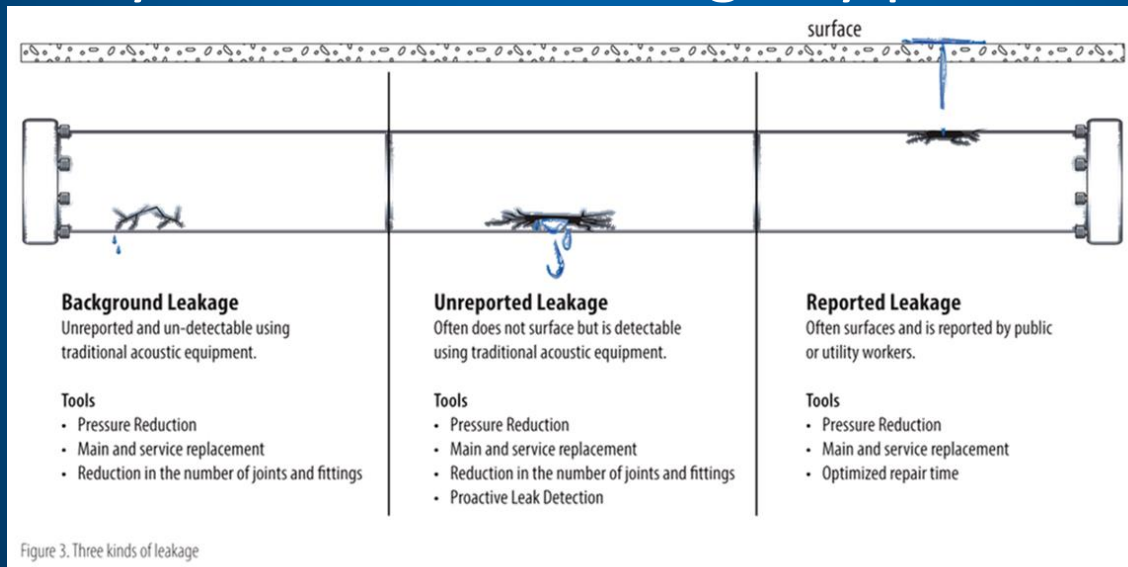 surface
Background Leakage
Unreported and un-detectable using
traditional acoustic equipment.
Tools
• Pressure Reduction
• Main and service replacement
• Reduction in the number of joints and fittings
Unreported Leakage
Often does not surface but is detectable
using traditional acoustic equipment.
Tools
• Pressure Reduction
• Main and service replacement
• Reduction in the number of joints and fittings
• Proactive Leak Detection
Reported Leakage
Often surfaces and is reported by public
or utility workers.
Tools
• Pressure Reduction
• Main and service replacement
• Optimized repair time
Figure 3. Three kinds of leakage